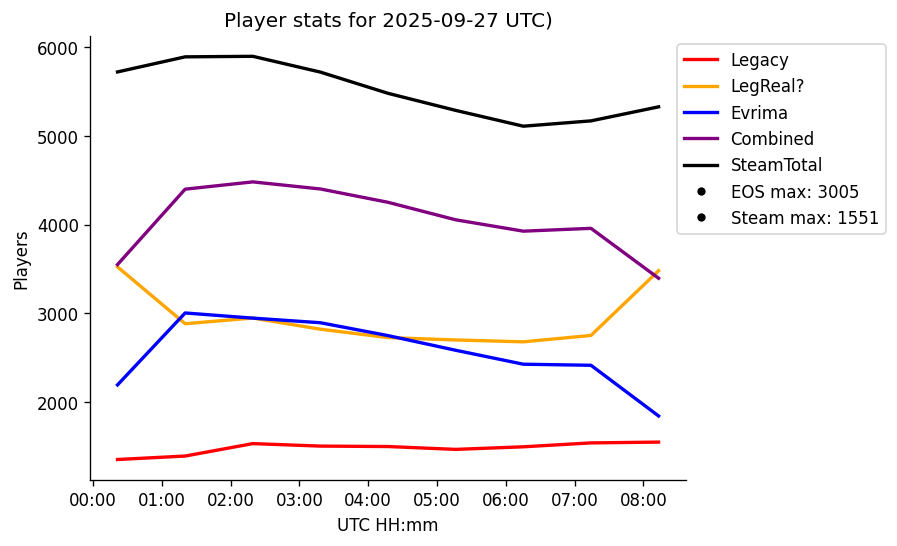 Player stats for 2025-09-27 UTC)
6000
5000
4000
3000
2000
Players
00:00 01:00 02:00 03:00 04:00 05:00 06:00 07:00 08:00
UTC HH:mm
Legacy
LegReal?
Evrima
Combined
SteamTotal
EOS max: 3005
Steam max: 1551